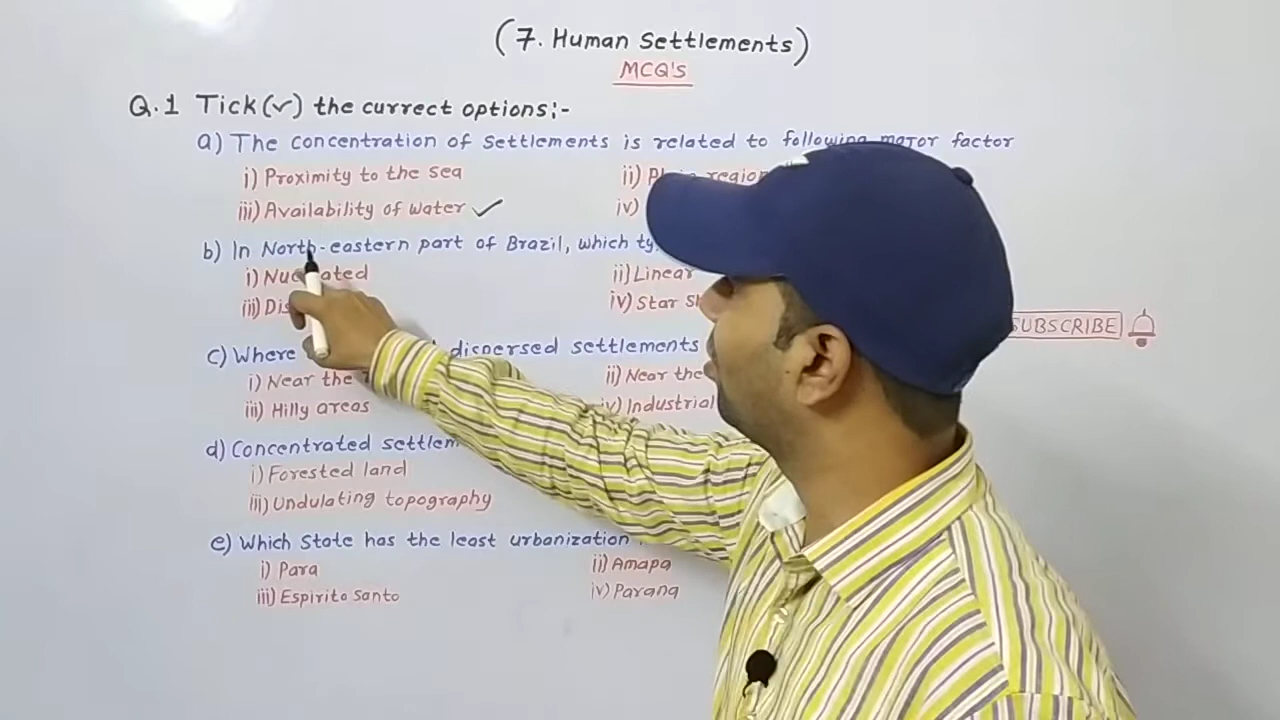 (7. Human Settlements)
MCQ'S
Q.1 Tick(✓) the currect options:-
a) The concentration of settlements is related to following major factor
i) Proximity to the sea
ii) region
iii) Availability of water ✓
iv)
b) In North-eastern part of Brazil, which
i)
ii) Linear
iii)
iv) Star
SUBSCRIBE
c) Where dispersed settlements
i) Near the
ii) Near the
iii) Hilly areas
iv) Industrial
d) Concentrated
i) Forested land
iii) Undulating topography
e) Which State has the least urbanization
i) Para
ii) Amapa
iii) Espirito Santo
iv) Parana